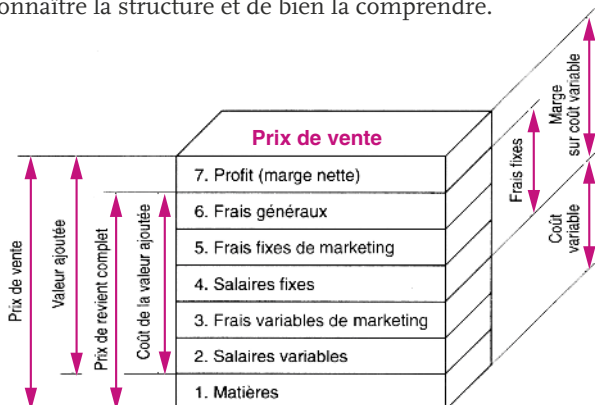 onnaître la structure et de bien la comprendre.
Prix de vente
7. Profit (marge nette)
6. Frais généraux
5. Frais fixes de marketing
4. Salaires fixes
3. Frais variables de marketing
2. Salaires variables
1. Matières
Prix de vente
Valeur ajoutée
Prix de revient complet
Coût de la valeur ajoutée
Frais fixes
Marge
sur coût variable
Coût
variable